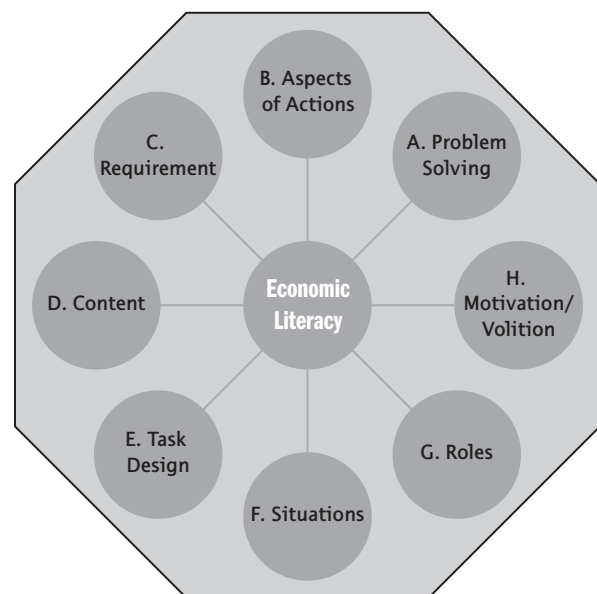 B. Aspects
of Actions
C.
Requirement
A. Problem
Solving
H.
Motivation/
Volition
Economic
Literacy
D. Content
E. Task
Design
G. Roles
F. Situations